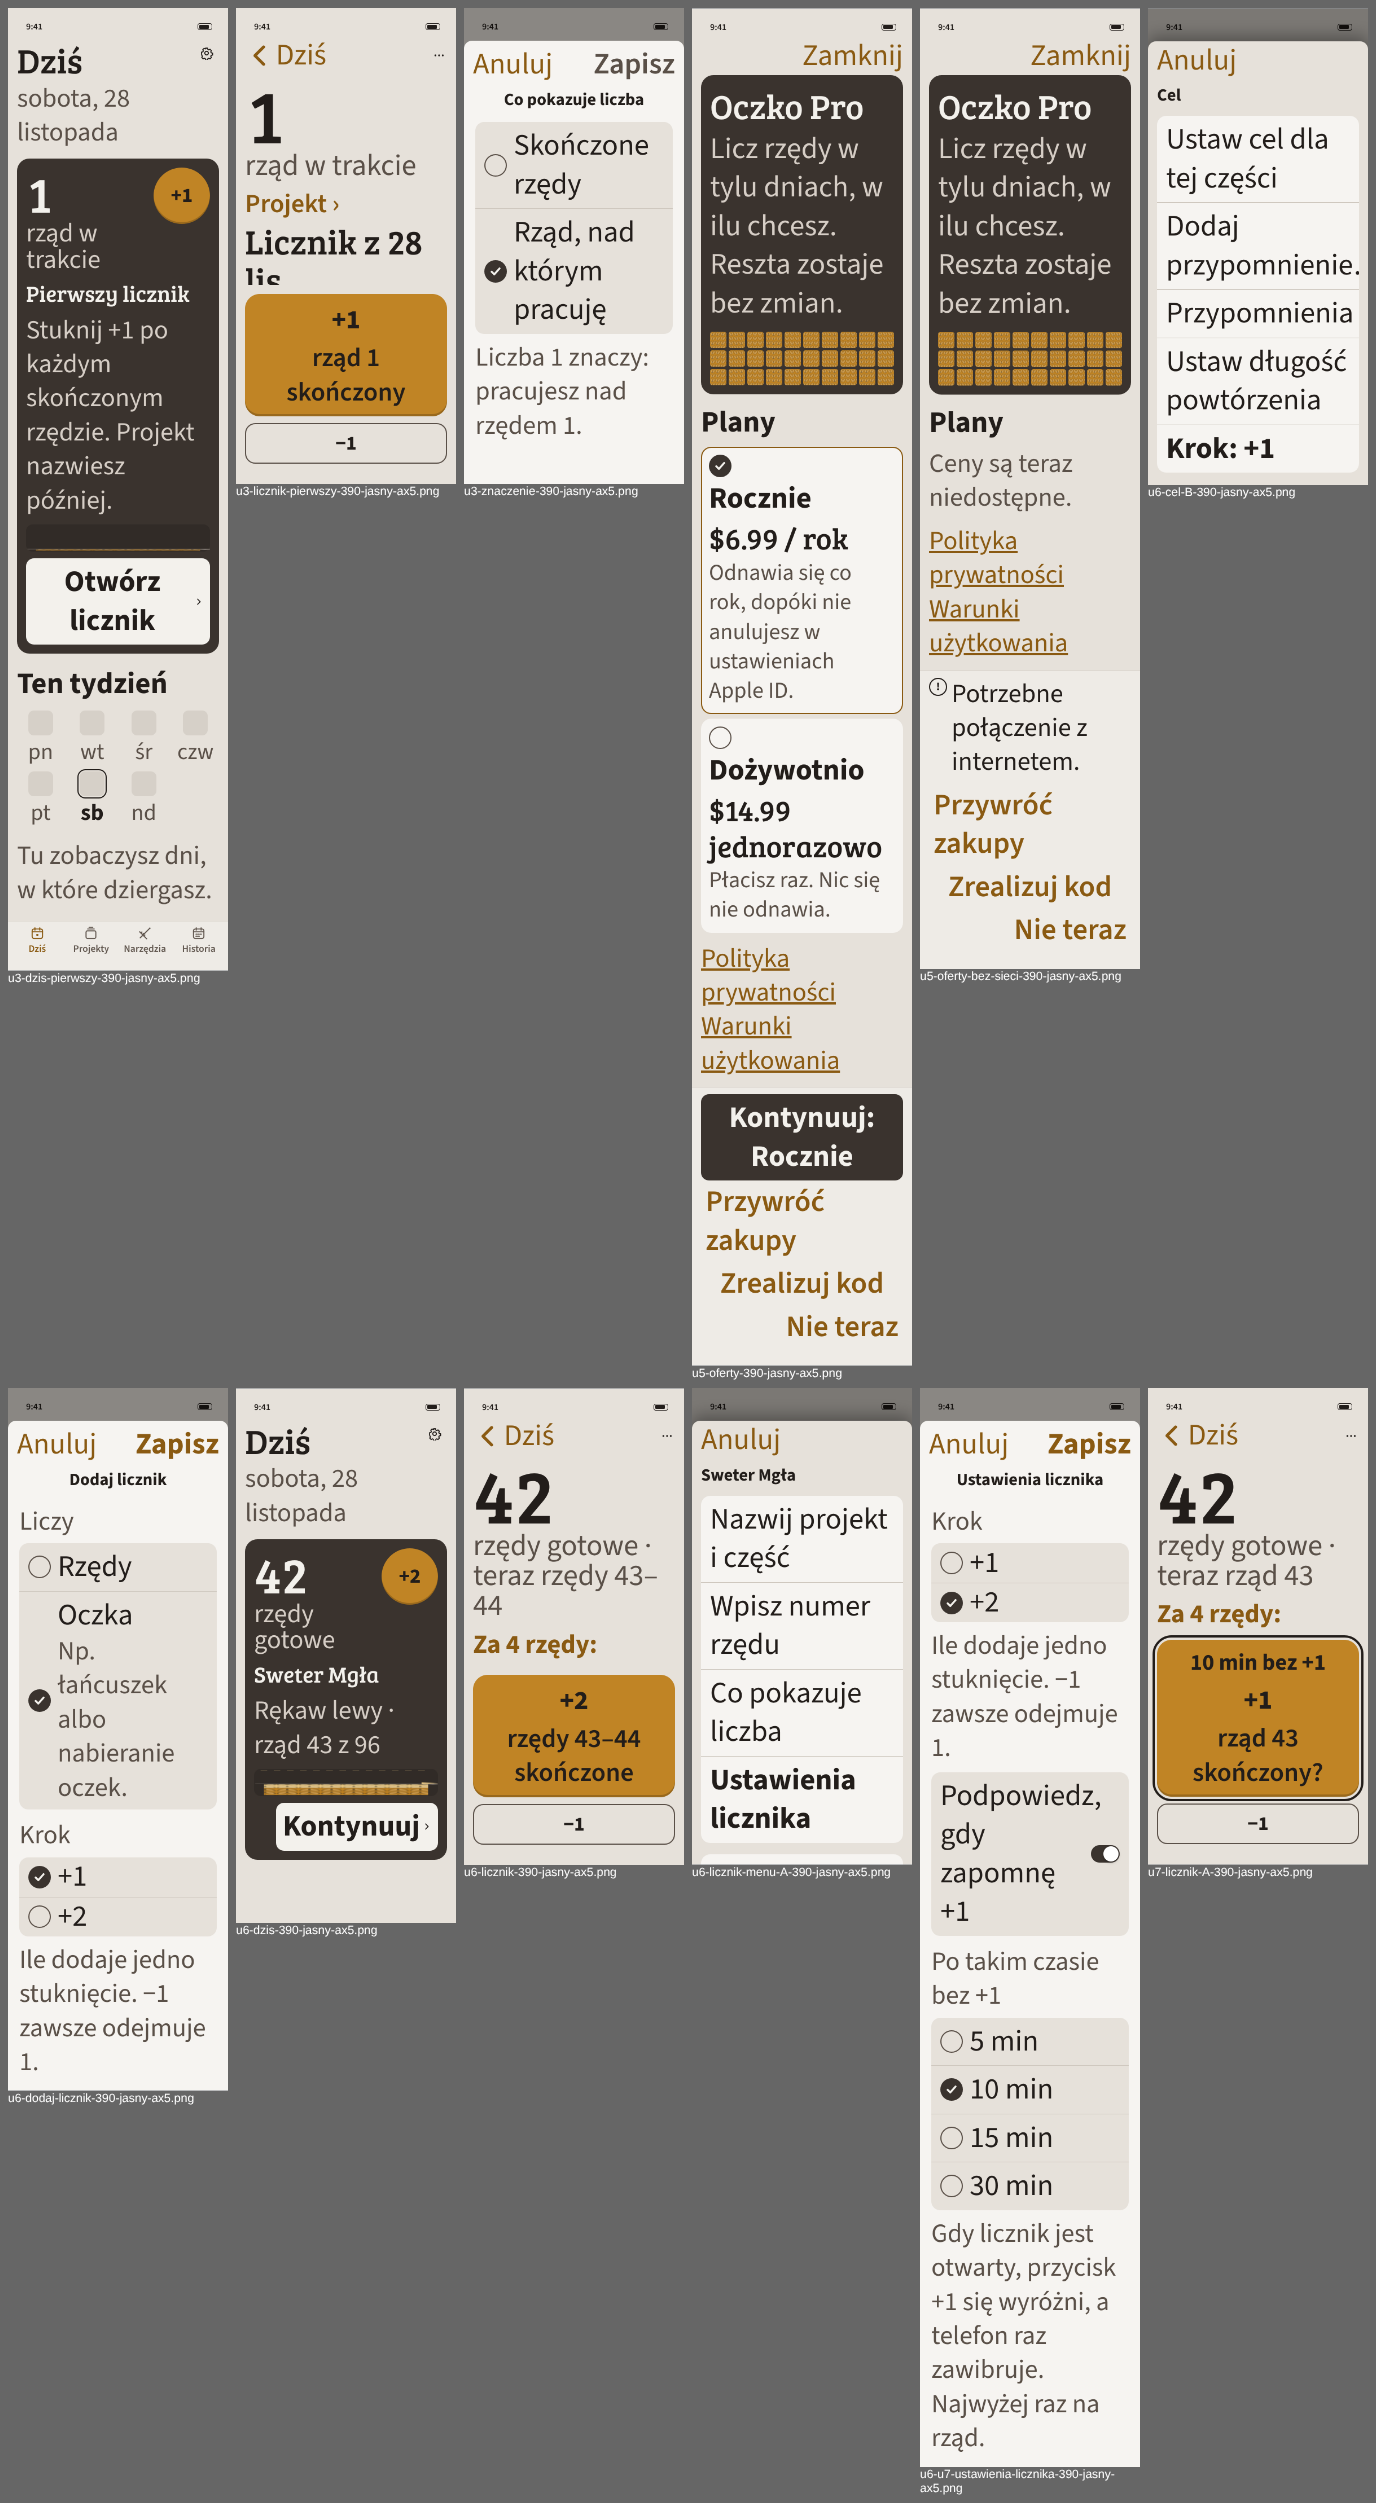 9:41
Dziś
sobota, 28
listopada
1
+1
rząd w
trakcie
Pierwszy licznik
Stuknij +1 po
każdym
skończonym
rzędzie. Projekt
nazwiesz
później.
Otwórz
licznik
›
Ten tydzień
pn wt śr czw
pt sb nd
Tu zobaczysz dni,
w które dziergasz.
Dziś Projekty Narzędzia Historia
u3-dzis-pierwszy-390-jasny-ax5.png
9:41
Dziś
...
1
rząd w trakcie
Projekt ›
Licznik z 28
lis
+1
rząd 1
skończony
−1
u3-licznik-pierwszy-390-jasny-ax5.png
Anuluj Zapisz
Co pokazuje liczba
Skończone
rzędy
Rząd, nad
którym
pracuję
Liczba 1 znaczy:
pracujesz nad
rzędem 1.
u3-znaczenie-390-jasny-ax5.png
9:41
Zamknij
Oczko Pro
Licz rzędy w
tylu dniach, w
ilu chcesz.
Reszta zostaje
bez zmian.
Plany
Rocznie
$6.99 / rok
Odnawia się co
rok, dopóki nie
anulujesz w
ustawieniach
Apple ID.
Dożywotnio
$14.99
jednorazowo
Płacisz raz. Nic się
nie odnawia.
Polityka
prywatności
Warunki
użytkowania
Kontynuuj:
Rocznie
Przywróć
zakupy
Zrealizuj kod
Nie teraz
u5-oferty-390-jasny-ax5.png
9:41
Zamknij
Oczko Pro
Licz rzędy w
tylu dniach, w
ilu chcesz.
Reszta zostaje
bez zmian.
Plany
Ceny są teraz
niedostępne.
Polityka
prywatności
Warunki
użytkowania
Potrzebne
połączenie z
internetem.
Przywróć
zakupy
Zrealizuj kod
Nie teraz
u5-oferty-bez-sieci-390-jasny-ax5.png
9:41
Anuluj
Cel
Ustaw cel dla
tej części
Dodaj
przypomnienie.
Przypomnienia
Ustaw długość
powtórzenia
Krok: +1
u6-cel-B-390-jasny-ax5.png
9:41
Anuluj Zapisz
Dodaj licznik
Liczy
Rzędy
Oczka
Np.
łańcuszek
albo
nabieranie
oczek.
Krok
+1
+2
Ile dodaje jedno
stuknięcie. −1
zawsze odejmuje
1.
u6-dodaj-licznik-390-jasny-ax5.png
9:41
Dziś
sobota, 28
listopada
42
+2
rzędy
gotowe
Sweter Mgła
Rękaw lewy ·
rząd 43 z 96
Kontynuuj ›
u6-dzis-390-jasny-ax5.png
9:41
Dziś
...
42
rzędy gotowe ·
teraz rzędy 43–
44
Za 4 rzędy:
+2
rzędy 43–44
skończone
−1
u6-licznik-390-jasny-ax5.png
9:41
Anuluj
Sweter Mgła
Nazwij projekt
i część
Wpisz numer
rzędu
Co pokazuje
liczba
Ustawienia
licznika
u6-licznik-menu-A-390-jasny-ax5.png
9:41
Anuluj Zapisz
Ustawienia licznika
Krok
+1
+2
Ile dodaje jedno
stuknięcie. −1
zawsze odejmuje
1.
Podpowiedz,
gdy
zapomnę
+1
Po takim czasie
bez +1
5 min
10 min
15 min
30 min
Gdy licznik jest
otwarty, przycisk
+1 się wyróżni, a
telefon raz
zawibruje.
Najwyżej raz na
rząd.
u6-u7-ustawienia-licznika-390-jasny-
ax5.png
9:41
Dziś
...
42
rzędy gotowe ·
teraz rząd 43
Za 4 rzędy:
10 min bez +1
+1
rząd 43
skończony?
−1
u7-licznik-A-390-jasny-ax5.png